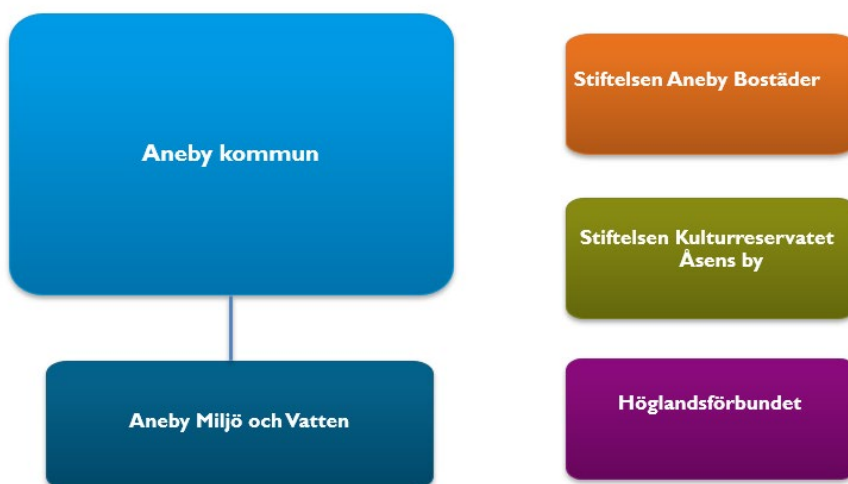 Aneby kommun
Aneby Miljö och Vatten
Stiftelsen Aneby Bostäder
Stiftelsen Kulturreservatet
Åsens by
Höglandsförbundet